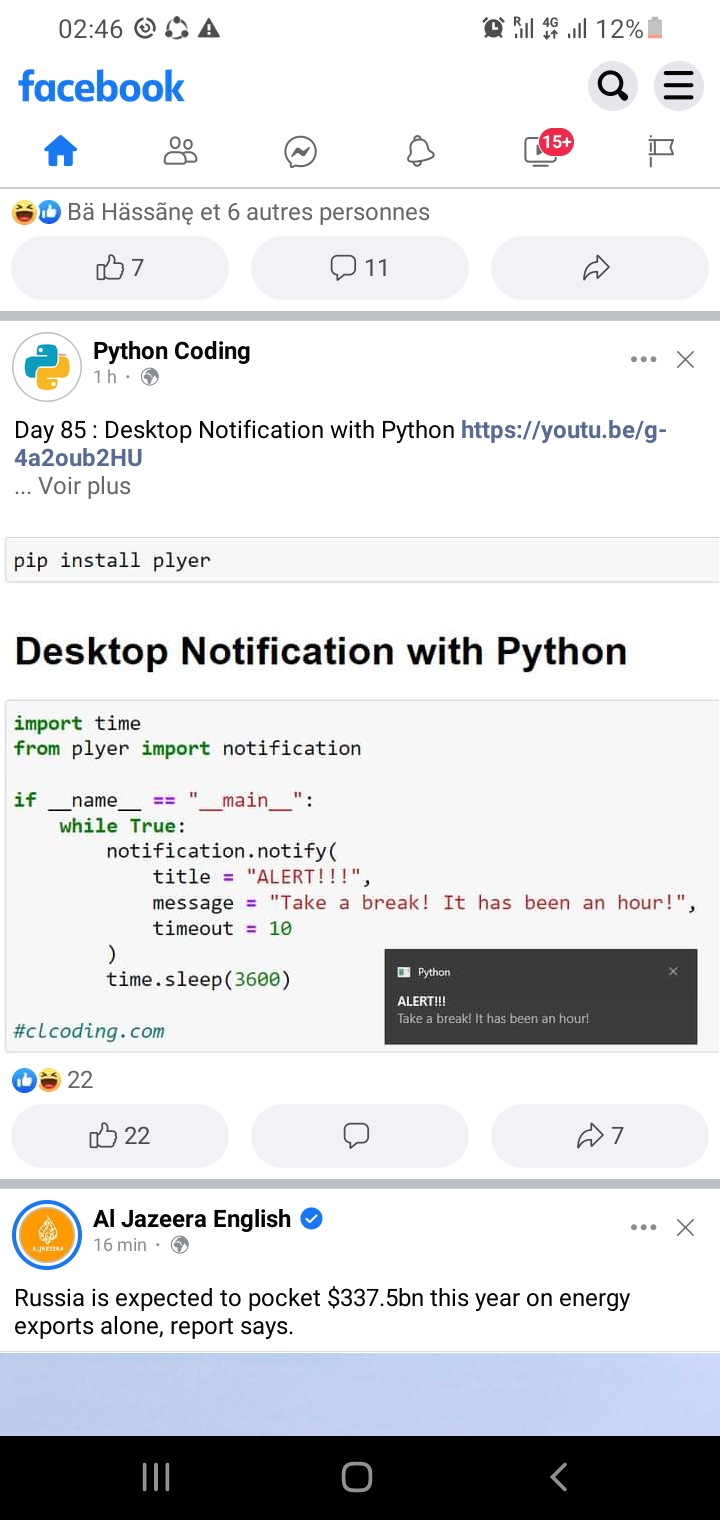 02:46 R 4G 12%
facebook
15+
Bä Hässãnę et 6 autres personnes
7 11
Python Coding
1 h ·
Day 85 : Desktop Notification with Python https://youtu.be/g-
4a2oub2HU
... Voir plus
pip install plyer
Desktop Notification with Python
import time
from plyer import notification
if __name__ == "__main__":
while True:
notification.notify(
title = "ALERT!!!",
message = "Take a break! It has been an hour!",
timeout = 10
)
time.sleep(3600)
Python
ALERT!!!
Take a break! It has been an hour!
#clcoding.com
22
22 7
ALJAZEERA
Al Jazeera English
16 min ·
Russia is expected to pocket $337.5bn this year on energy
exports alone, report says.